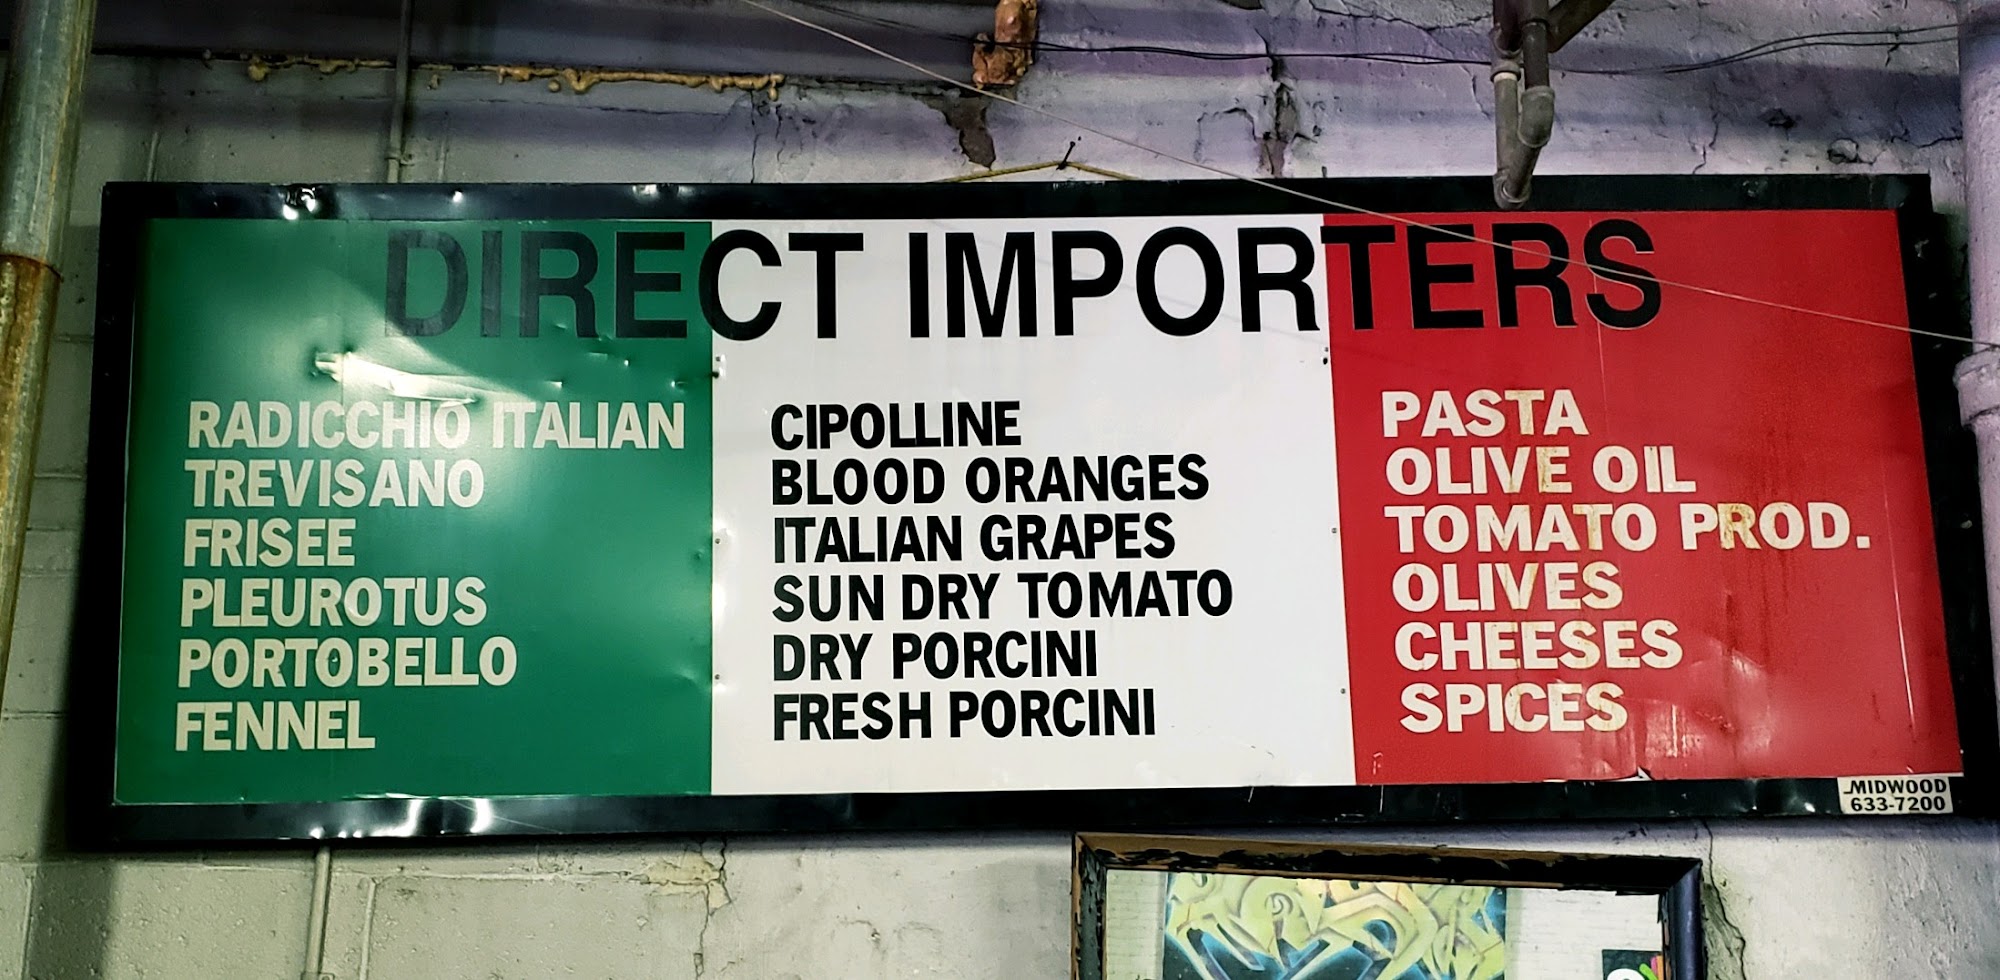 DIRECT IMPORTERS
RADICCHIO ITALIAN
TREVISANO
FRISEE
PLEUROTUS
PORTOBELLO
FENNEL
CIPOLLINE
BLOOD ORANGES
ITALIAN GRAPES
SUN DRY TOMATO
DRY PORCINI
FRESH PORCINI
PASTA
OLIVE OIL
TOMATO PROD.
OLIVES
CHEESES
SPICES
MIDWOOD
633-7200